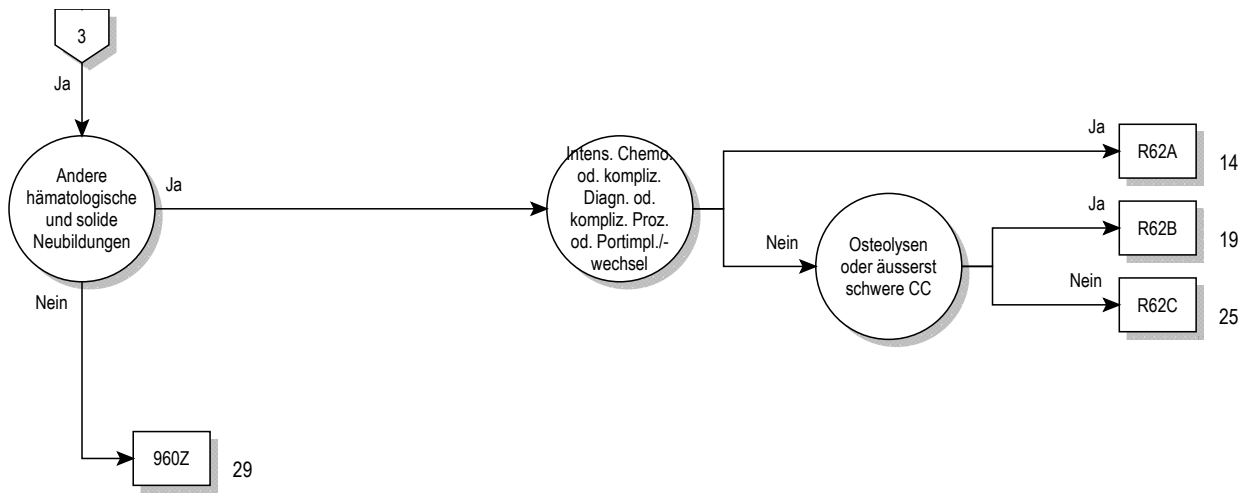 3
Ja
Andere
hämatologische
und solide
Neubildungen
Ja
Nein
Intens. Chemo.
od. kompliz.
Diagn. od.
kompliz. Proz.
od. Portimpl./-
wechsel
Ja
R62A
14
Nein
Osteolysen
oder äusserst
schwere CC
Ja
R62B
19
Nein
R62C
25
960Z
29